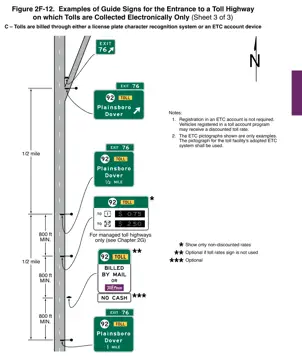 Figure 2F-12. Examples of Guide Signs for the Entrance to a Toll Highway
on which Tolls are Collected Electronically Only (Sheet 3 of 3)
C – Tolls are billed through either a license plate character recognition system or an ETC account device
EXIT
76
N
EXIT 76
92 TOLL
Plainsboro
Dover
Notes:
1. Registration in an ETC account is not required.
Vehicles registered in a toll account program
may receive a discounted toll rate.
2. The ETC pictographs shown are only examples.
The pictograph for the toll facility's adopted ETC
system shall be used.
1/2 mile
EXIT 76
92 TOLL
Plainsboro
Dover
1/2 MILE
92 TOLL
*
$ 0.75
$ 2.50
For managed toll highways
only (see Chapter 2G)
800 ft
MIN.
* Show only non-discounted rates
** Optional if toll rates sign is not used
*** Optional
92 TOLL
**
BILLED
BY MAIL
OR
1/2 mile
800 ft
MIN.
NO CASH
***
800 ft
MIN.
EXIT 76
92 TOLL
Plainsboro
Dover
1 MILE